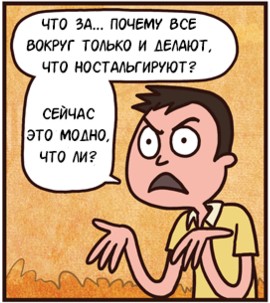 ЧТО ЗА... ПОЧЕМУ ВСЕ
ВОКРУГ ТОЛЬКО И ДЕЛАЮТ,
ЧТО НОСТАЛЬГИРУЮТ?
СЕЙЧАС
ЭТО МОДНО,
ЧТО ЛИ?